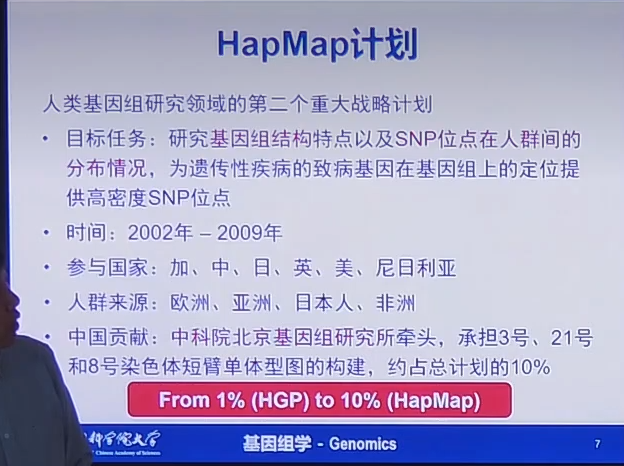 HapMap计划
人类基因组研究领域的第二个重大战略计划
• 目标任务：研究基因组结构特点以及SNP位点在人群间的
分布情况，为遗传性疾病的致病基因在基因组上的定位提
供高密度SNP位点
• 时间：2002年 – 2009年
• 参与国家：加、中、日、英、美、尼日利亚
• 人群来源：欧洲、亚洲、日本人、非洲
• 中国贡献：中科院北京基因组研究所牵头，承担3号、21号
和8号染色体短臂单体型图的构建，约占总计划的10%
From 1% (HGP) to 10% (HapMap)
科学院大学
Chinese Academy of Sciences
基因组学 - Genomics
7